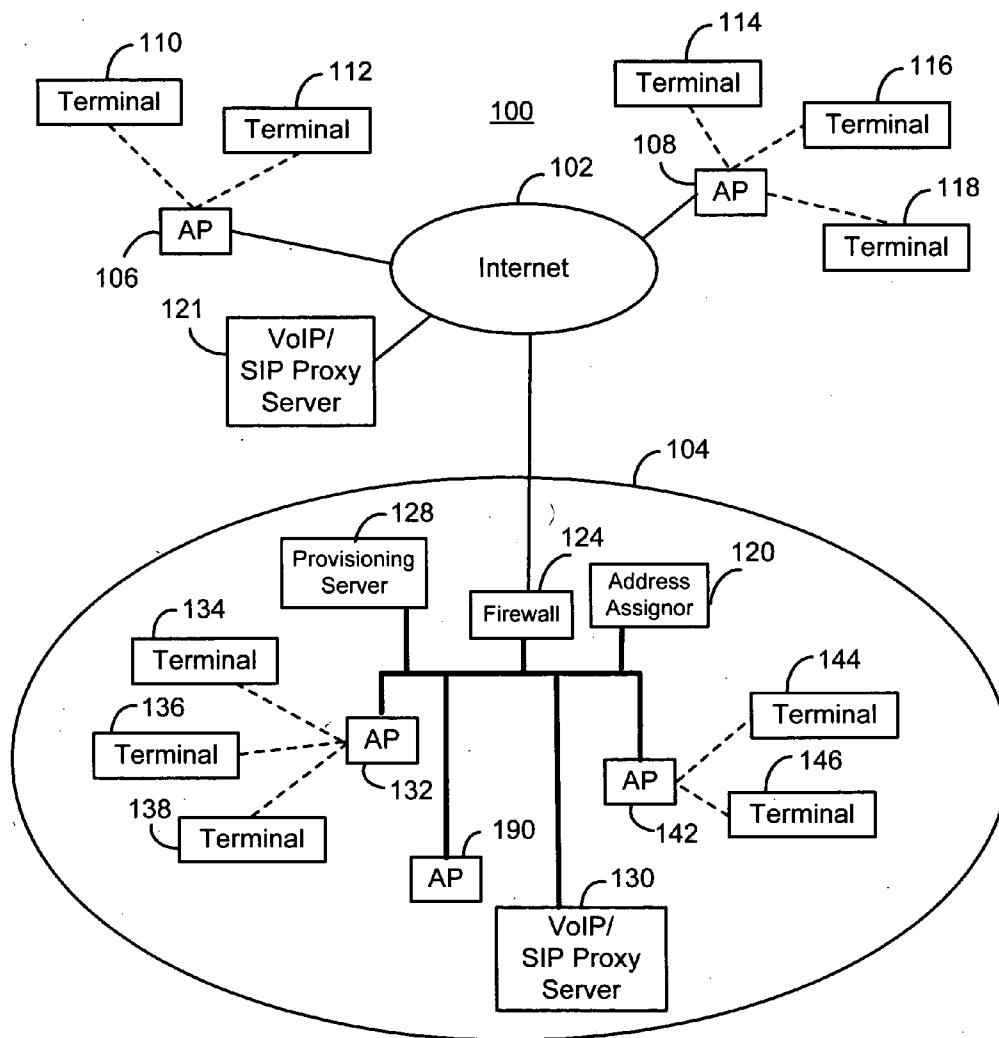 110
Terminal
112
Terminal
100
114
Terminal
116
Terminal
108
AP
118
Terminal
102
Internet
AP
106
121
VoIP/
SIP Proxy
Server
104
128
Provisioning
Server
124
Firewall
120
Address
Assignor
134
Terminal
136
Terminal
138
Terminal
AP
132
190
AP
130
VoIP/
SIP Proxy
Server
AP
142
144
Terminal
146
Terminal